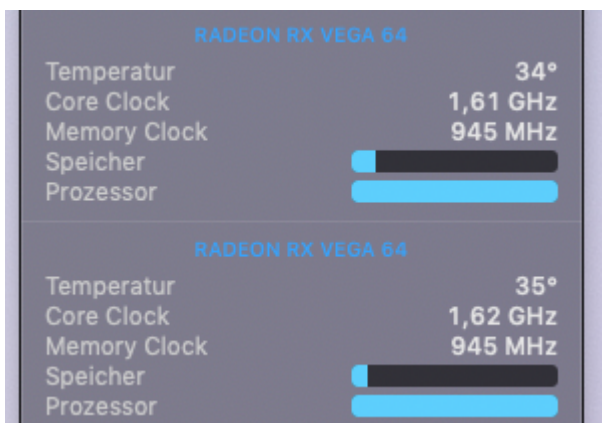 RADEON RX VEGA 64
Temperatur 34°
Core Clock 1,61 GHz
Memory Clock 945 MHz
Speicher
Prozessor
RADEON RX VEGA 64
Temperatur 35°
Core Clock 1,62 GHz
Memory Clock 945 MHz
Speicher
Prozessor